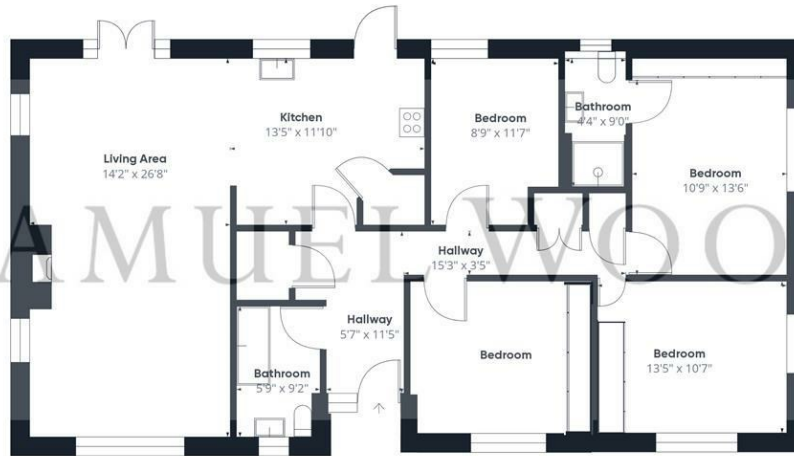 Living Area
14'2" x 26'8"
Kitchen
13'5" x 11'10"
Bedroom
8'9" x 11'7"
Bathroom
4'4" x 9'0"
Bedroom
10'9" x 13'6"
AMUEL WOO
Hallway
15'3" x 3'5"
Hallway
5'7" x 11'5"
Bathroom
5'9" x 9'2"
Bedroom
Bedroom
13'5" x 10'7"